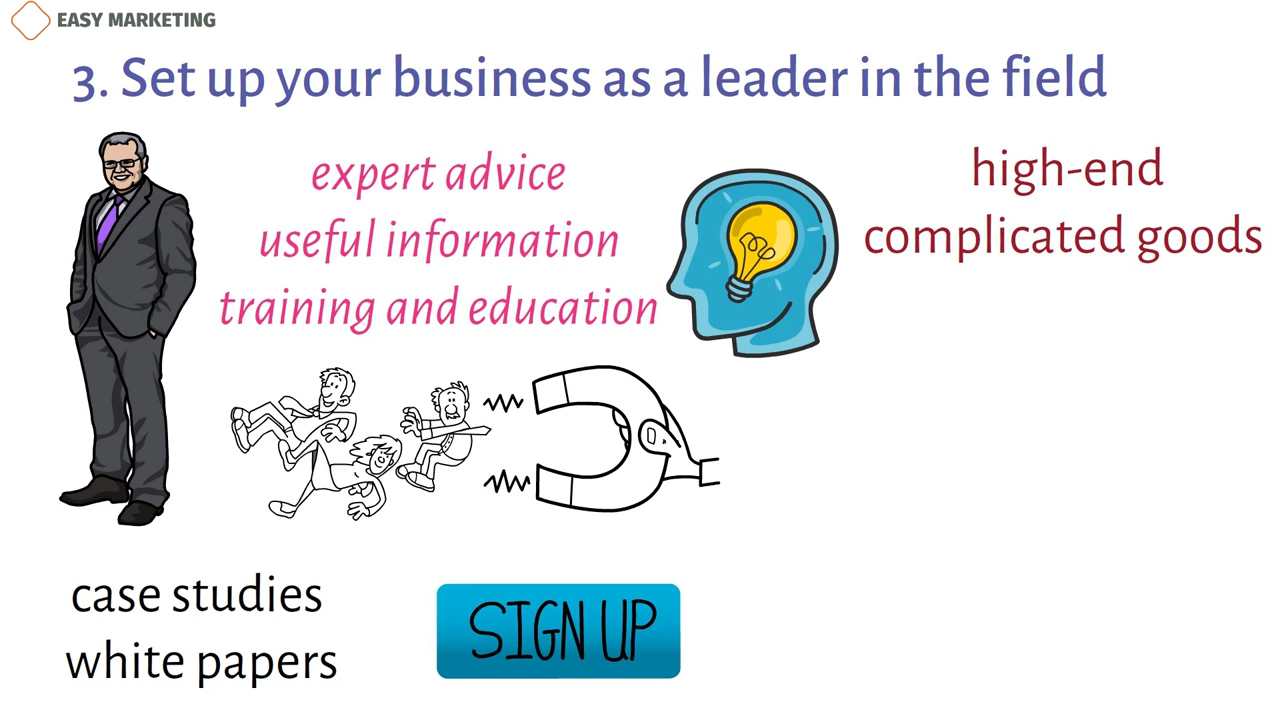 EASY MARKETING
3. Set up your business as a leader in the field
expert advice
useful information
training and education
high-end
complicated goods
case studies
white papers
SIGN UP